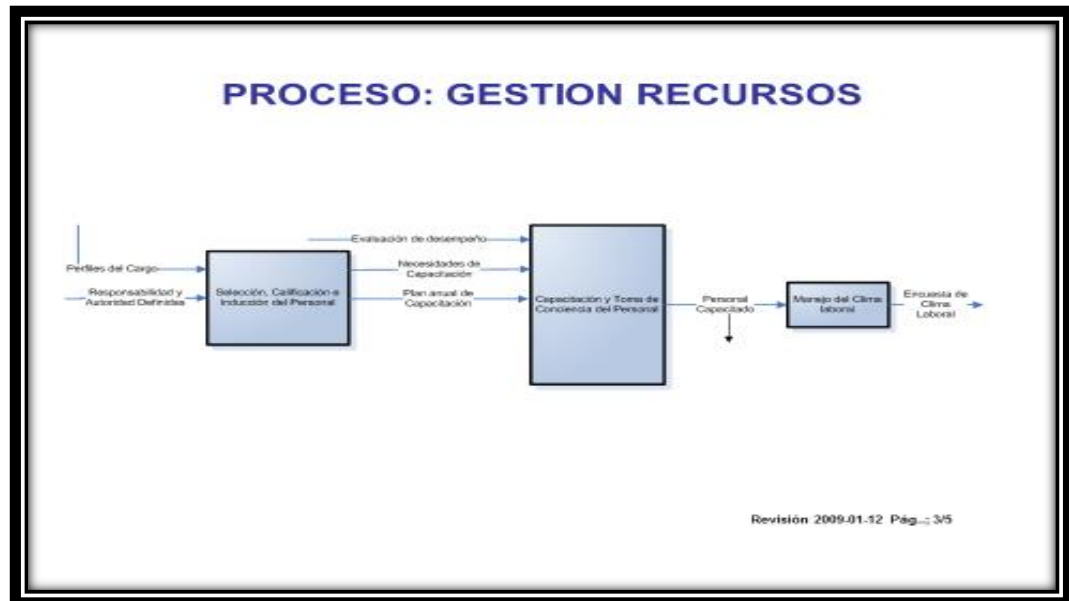 PROCESO: GESTION RECURSOS
Evaluación de desempeño
Perfiles del Cargo
Responsabilidad y
Autoridad Definidas
Selección, Calificación e
Inducción del Personal
Necesidades de
Capacitación
Plan anual de
Capacitación
Capacitación y Toma de
Conciencia del Personal
Personal
Capacitado
Manejo del Clima
laboral
Encuesta de
Clima
Laboral
Revisión 2009-01-12 Pág..: 3/5